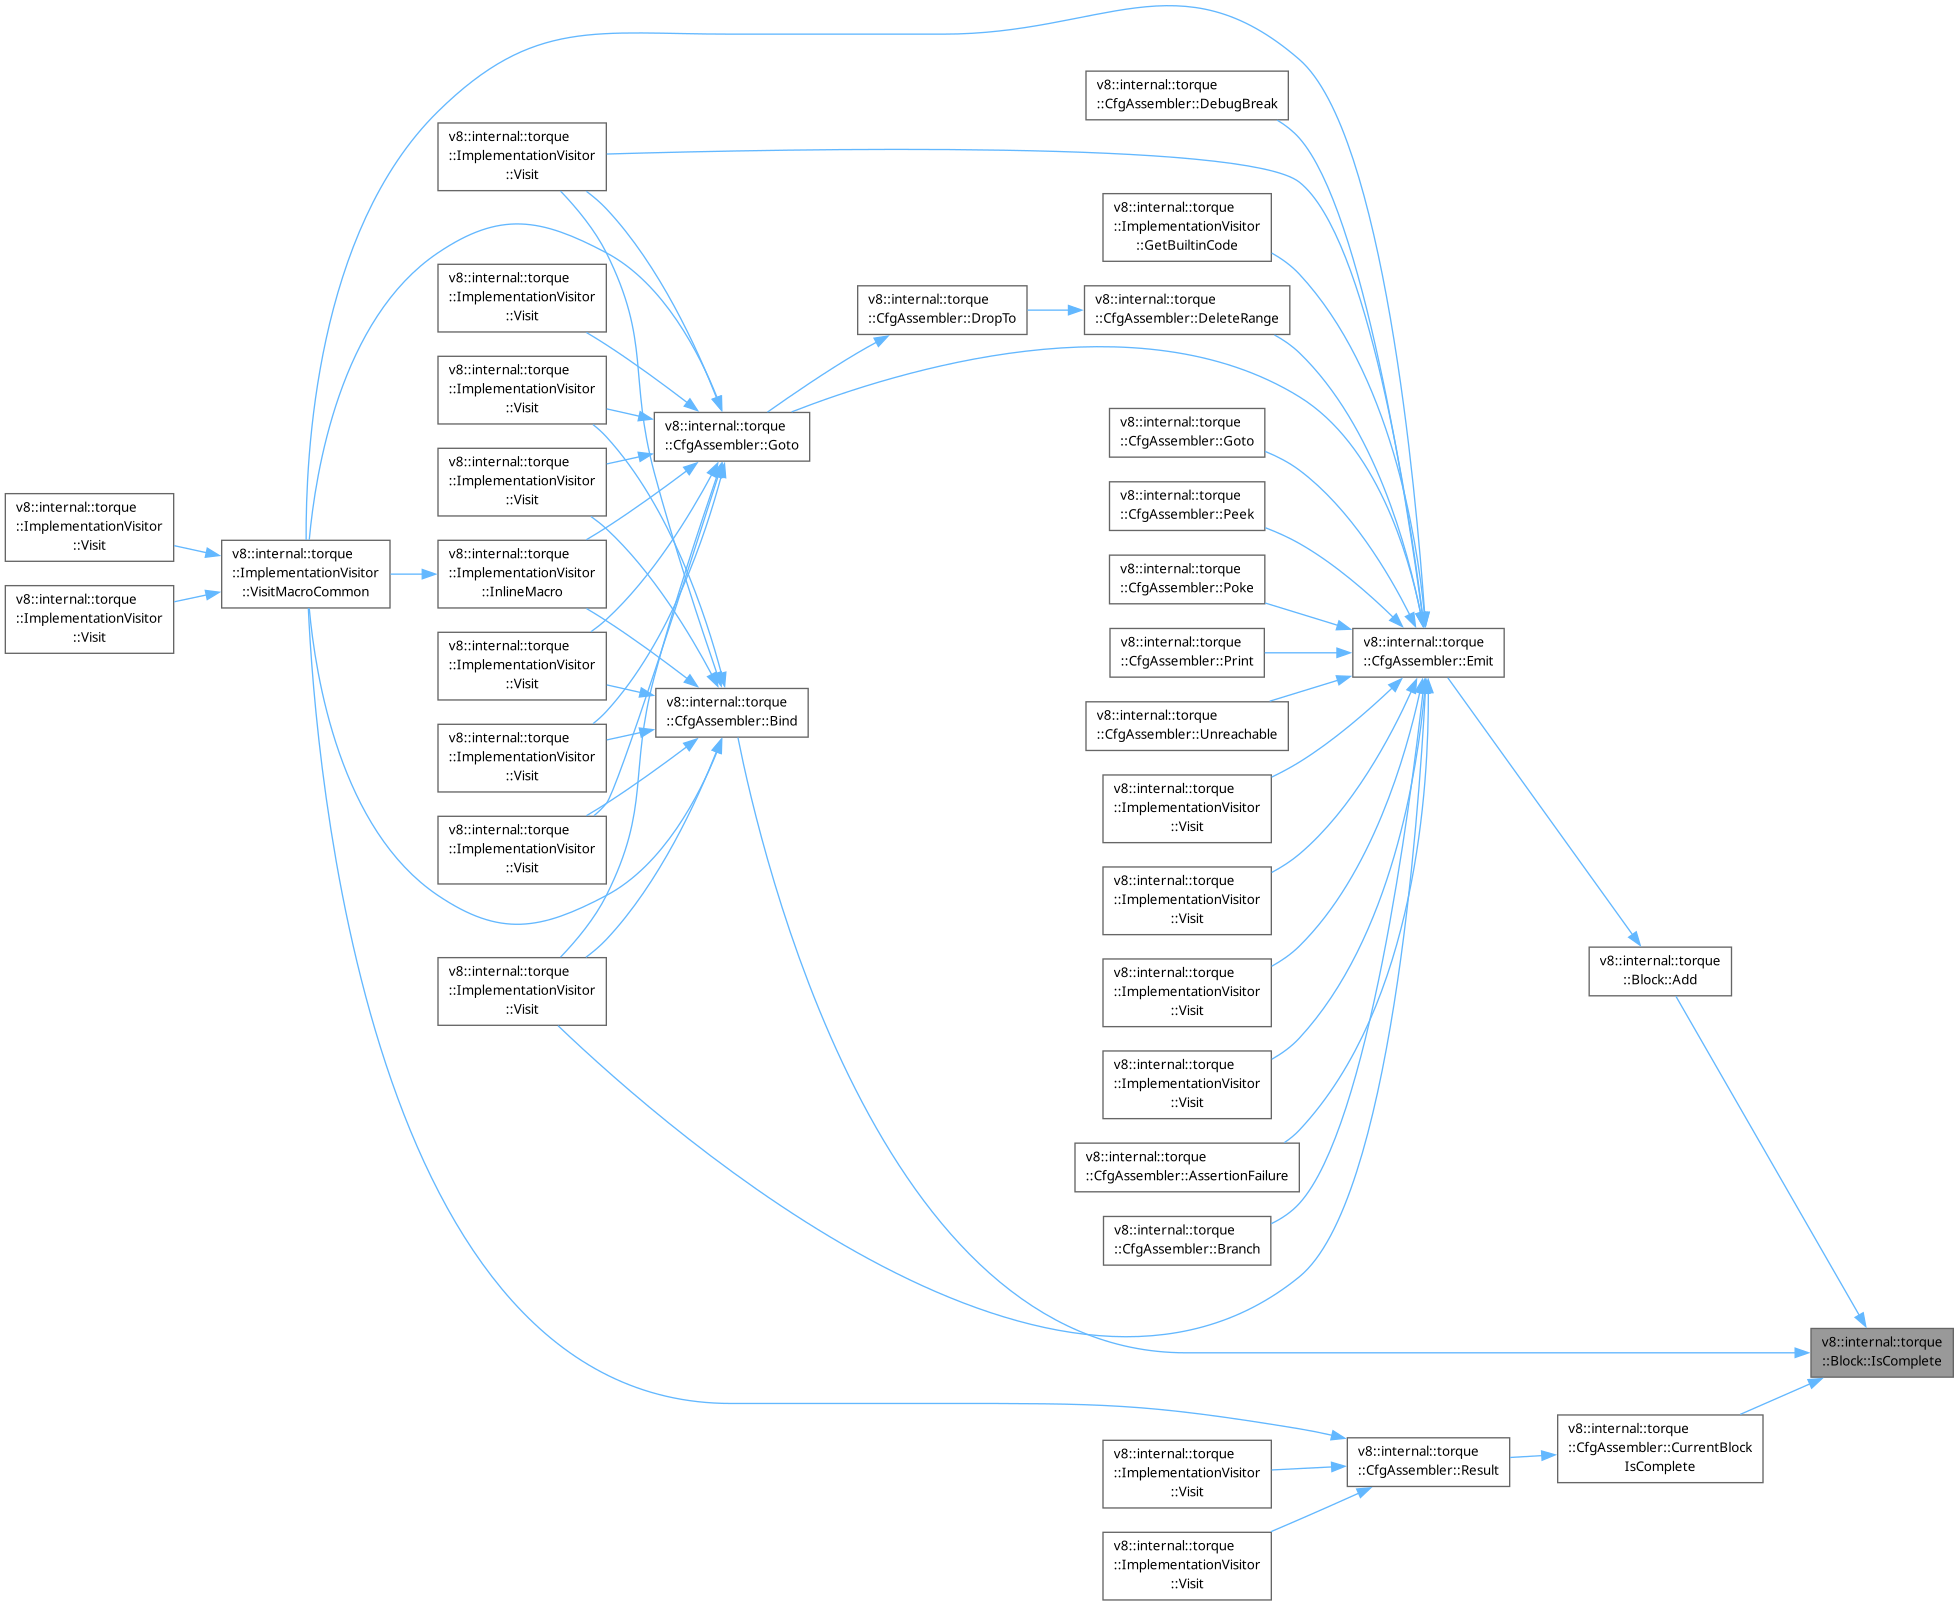 v8::internal::torque
::ImplementationVisitor
::Visit
v8::internal::torque
::ImplementationVisitor
::Visit
v8::internal::torque
::ImplementationVisitor
::VisitMacroCommon
v8::internal::torque
::ImplementationVisitor
::Visit
v8::internal::torque
::ImplementationVisitor
::Visit
v8::internal::torque
::ImplementationVisitor
::Visit
v8::internal::torque
::ImplementationVisitor
::Visit
v8::internal::torque
::ImplementationVisitor
::InlineMacro
v8::internal::torque
::ImplementationVisitor
::Visit
v8::internal::torque
::ImplementationVisitor
::Visit
v8::internal::torque
::ImplementationVisitor
::Visit
v8::internal::torque
::ImplementationVisitor
::Visit
v8::internal::torque
::CfgAssembler::Goto
v8::internal::torque
::CfgAssembler::Bind
v8::internal::torque
::CfgAssembler::DropTo
v8::internal::torque
::CfgAssembler::DebugBreak
v8::internal::torque
::ImplementationVisitor
::GetBuiltinCode
v8::internal::torque
::CfgAssembler::DeleteRange
v8::internal::torque
::CfgAssembler::Goto
v8::internal::torque
::CfgAssembler::Peek
v8::internal::torque
::CfgAssembler::Poke
v8::internal::torque
::CfgAssembler::Print
v8::internal::torque
::CfgAssembler::Unreachable
v8::internal::torque
::ImplementationVisitor
::Visit
v8::internal::torque
::ImplementationVisitor
::Visit
v8::internal::torque
::ImplementationVisitor
::Visit
v8::internal::torque
::ImplementationVisitor
::Visit
v8::internal::torque
::CfgAssembler::AssertionFailure
v8::internal::torque
::CfgAssembler::Branch
v8::internal::torque
::ImplementationVisitor
::Visit
v8::internal::torque
::ImplementationVisitor
::Visit
v8::internal::torque
::CfgAssembler::Emit
v8::internal::torque
::CfgAssembler::Result
v8::internal::torque
::Block::Add
v8::internal::torque
::CfgAssembler::CurrentBlock
IsComplete
v8::internal::torque
::Block::IsComplete